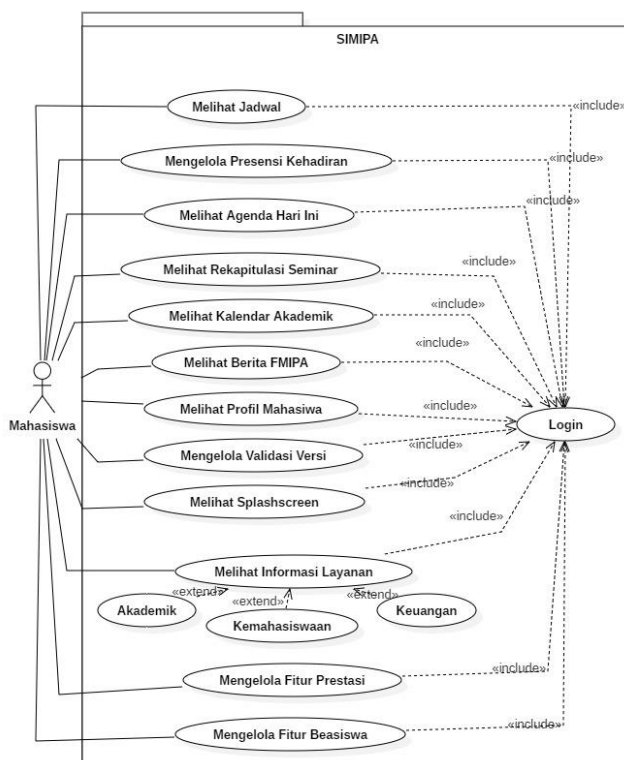 SIMIPA
Melihat Jadwal
«include»
Mengelola Presensi Kehadiran
«include»
Melihat Agenda Hari Ini
«include»
Melihat Rekapitulasi Seminar
«include»
Melihat Kalendar Akademik
«include»
Melihat Berita FMIPA
«include»
Mahasiswa
Melihat Profil Mahasiwa
«include»
Login
Mengelola Validasi Versi
«include»
Melihat Splashscreen
«include»
Melihat Informasi Layanan
«include»
«extend»
«extend»
«extend»
Akademik
Kemahasiswaan
Keuangan
Mengelola Fitur Prestasi
«include»
Mengelola Fitur Beasiswa
«include»